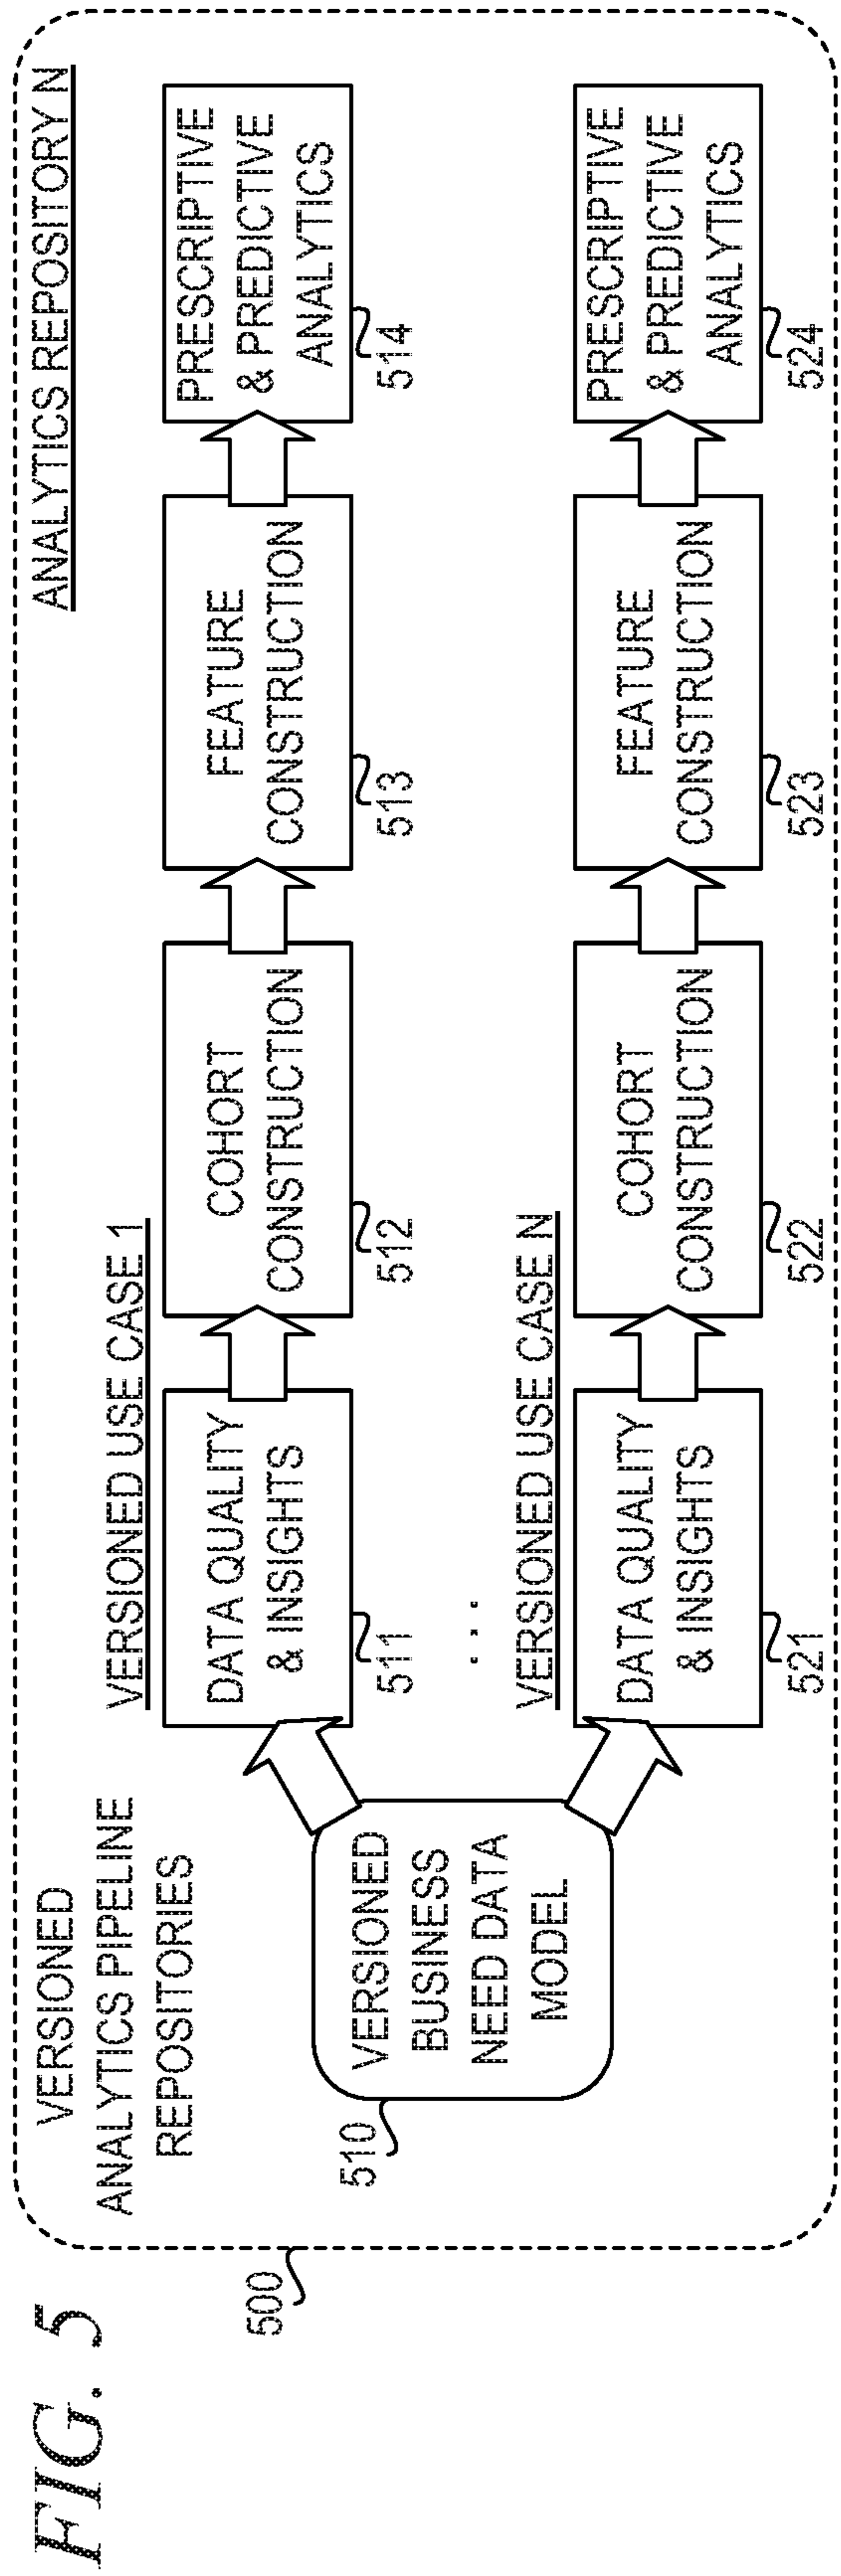 FIG. 5
500
VERSIONED
ANALYTICS PIPELINE
REPOSITORIES
ANALYTICS REPOSITORY N
510
VERSIONED
BUSINESS
NEED DATA
MODEL
VERSIONED USE CASE 1
DATA QUALITY
& INSIGHTS
511
COHORT
CONSTRUCTION
512
FEATURE
CONSTRUCTION
513
PRESCRIPTIVE
& PREDICTIVE
ANALYTICS
514
...
VERSIONED USE CASE N
DATA QUALITY
& INSIGHTS
521
COHORT
CONSTRUCTION
522
FEATURE
CONSTRUCTION
523
PRESCRIPTIVE
& PREDICTIVE
ANALYTICS
524